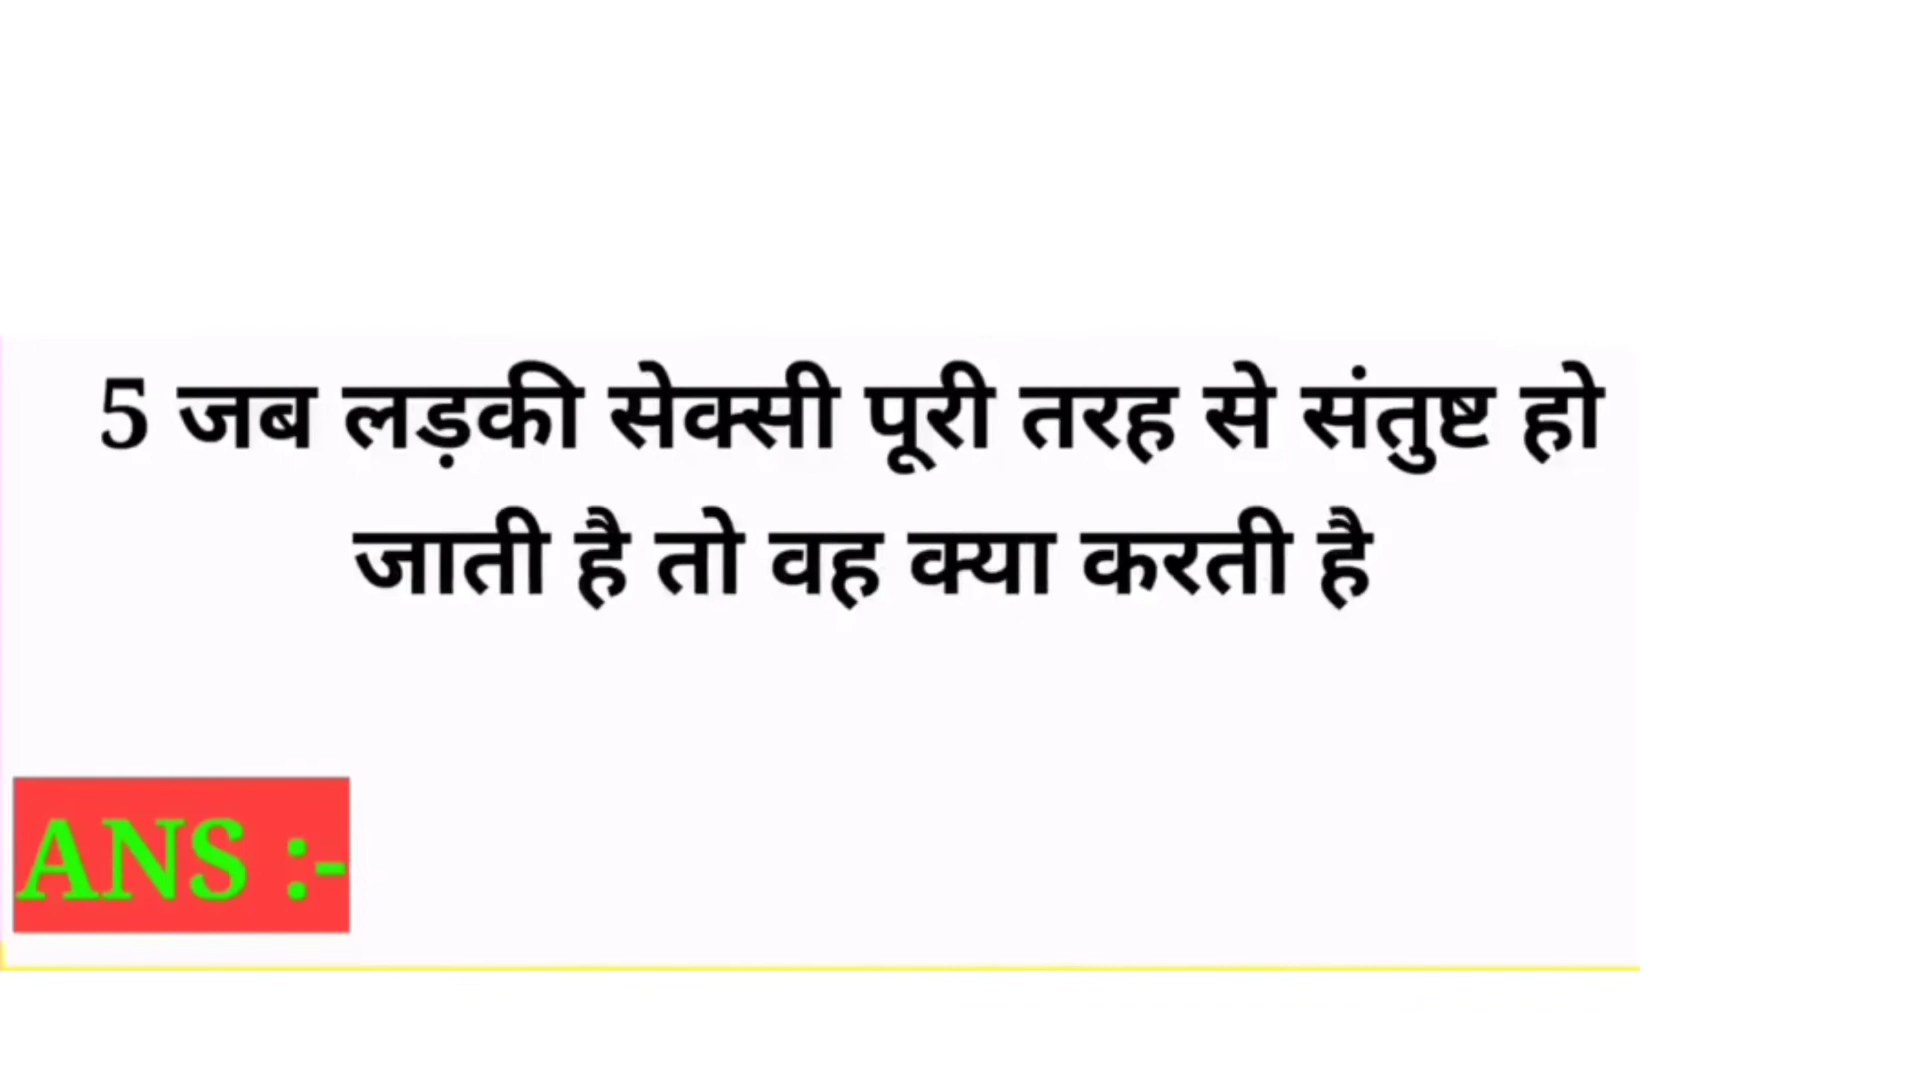 5 जब लड़की सेक्सी पूरी तरह से संतुष्ट हो
जाती है तो वह क्या करती है
ANS :-